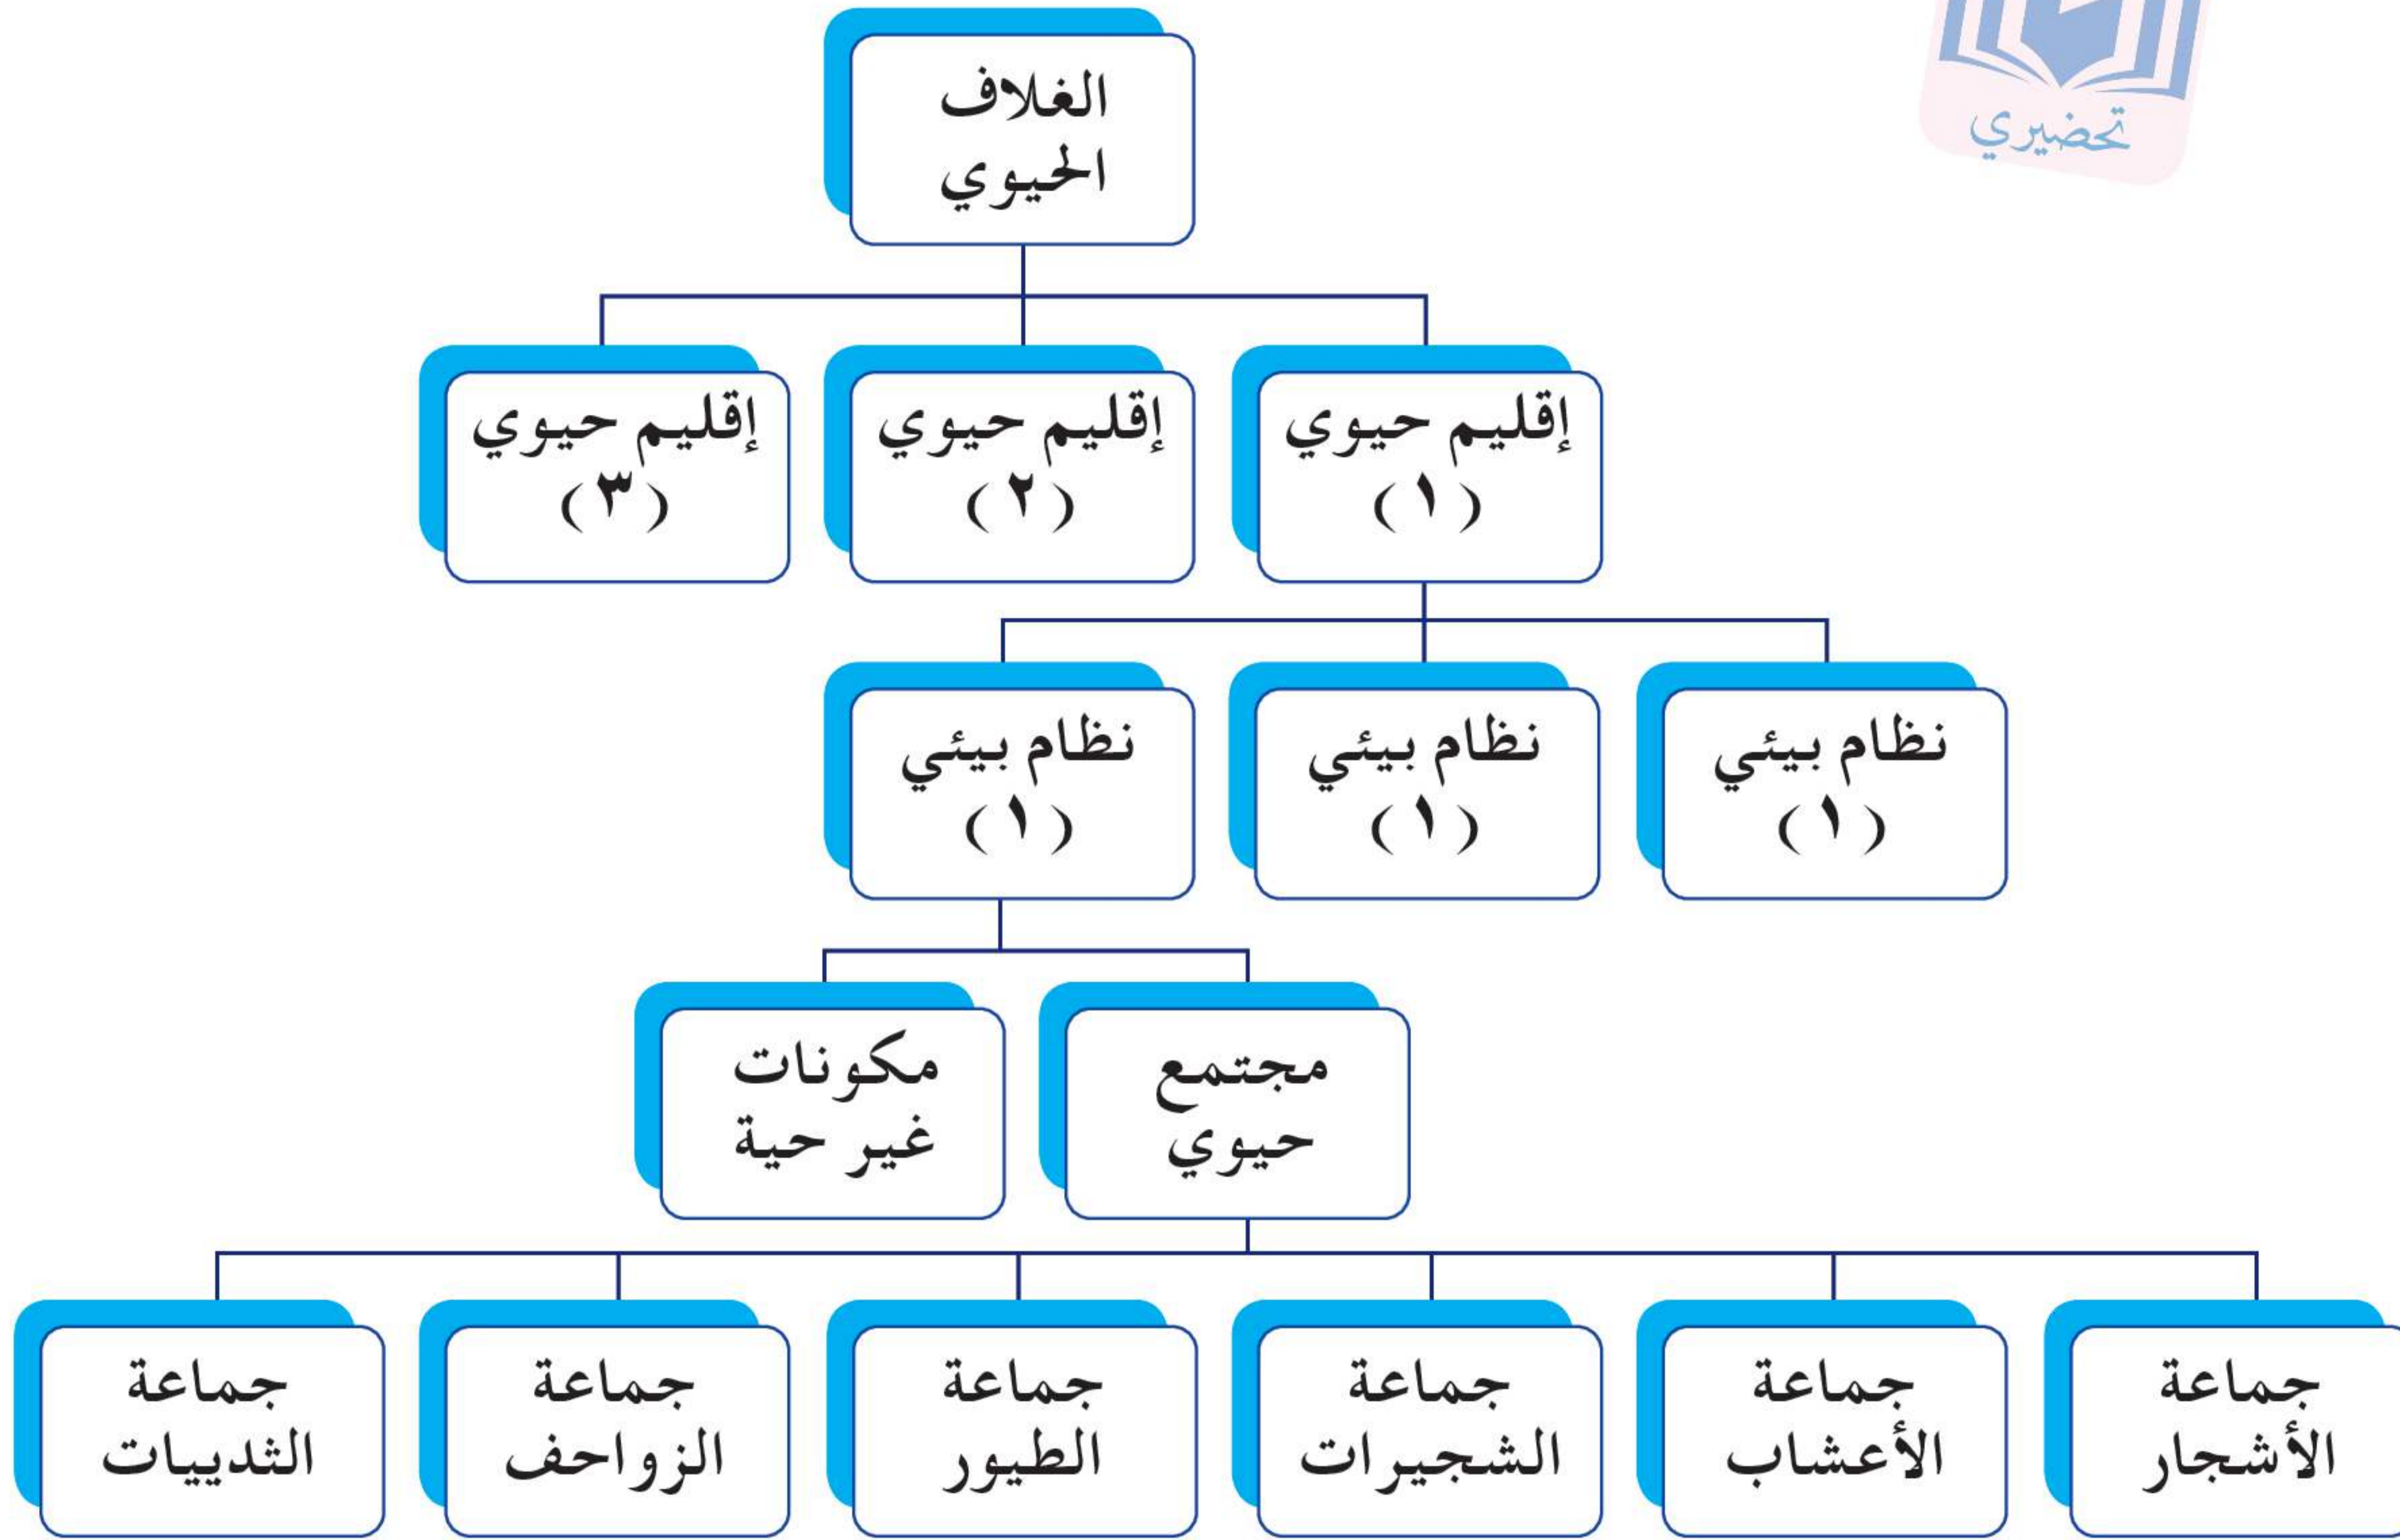 تحضيري
الغلاف
الحيوي
إقليم حيوي
(١)
إقليم حيوي
(٢)
إقليم حيوي
(٣)
نظام بيئي
(١)
نظام بيئي
(١)
نظام بيئي
(١)
مجتمع
حيوي
مكونات
غير حية
جماعة
الأشجار
جماعة
الأعشاب
جماعة
الشجيرات
جماعة
الطيور
جماعة
الزواحف
جماعة
الثدييات